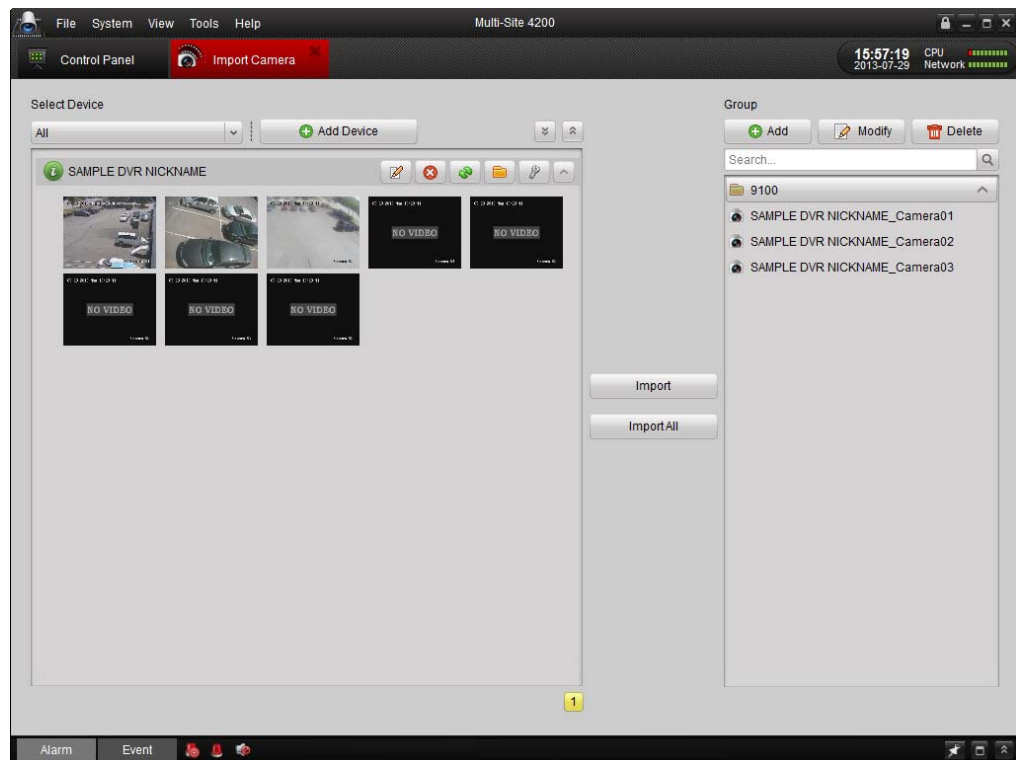 File System View Tools Help Multi-Site 4200
Control Panel Import Camera 15:57:19 CPU
2013-07-29 Network
Select Device Group
All Add Device Add Modify Delete
Search...
SAMPLE DVR NICKNAME
9100
SAMPLE DVR NICKNAME_Camera01
SAMPLE DVR NICKNAME_Camera02
SAMPLE DVR NICKNAME_Camera03
NO VIDEO NO VIDEO
NO VIDEO NO VIDEO NO VIDEO
Import
Import All
1
Alarm Event